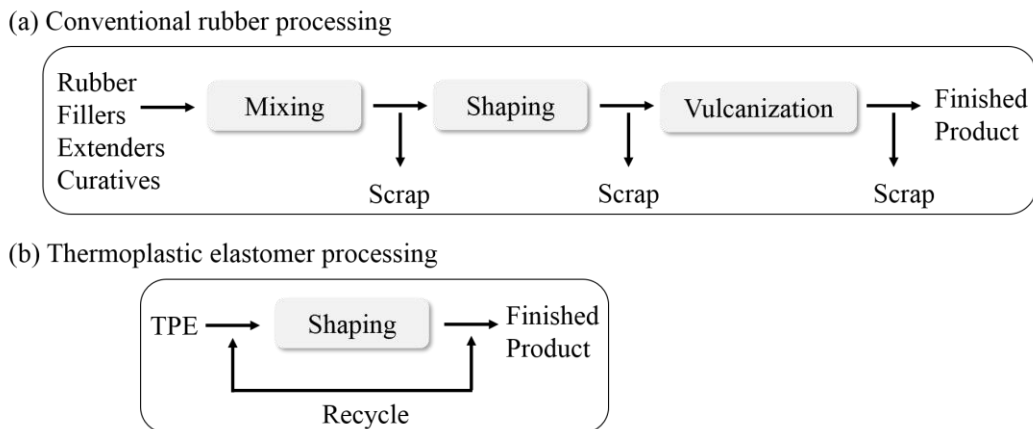 (a) Conventional rubber processing
Rubber
Fillers
Extenders
Curatives
Mixing
Shaping
Vulcanization
Finished
Product
Scrap
Scrap
Scrap
(b) Thermoplastic elastomer processing
TPE
Shaping
Finished
Product
Recycle